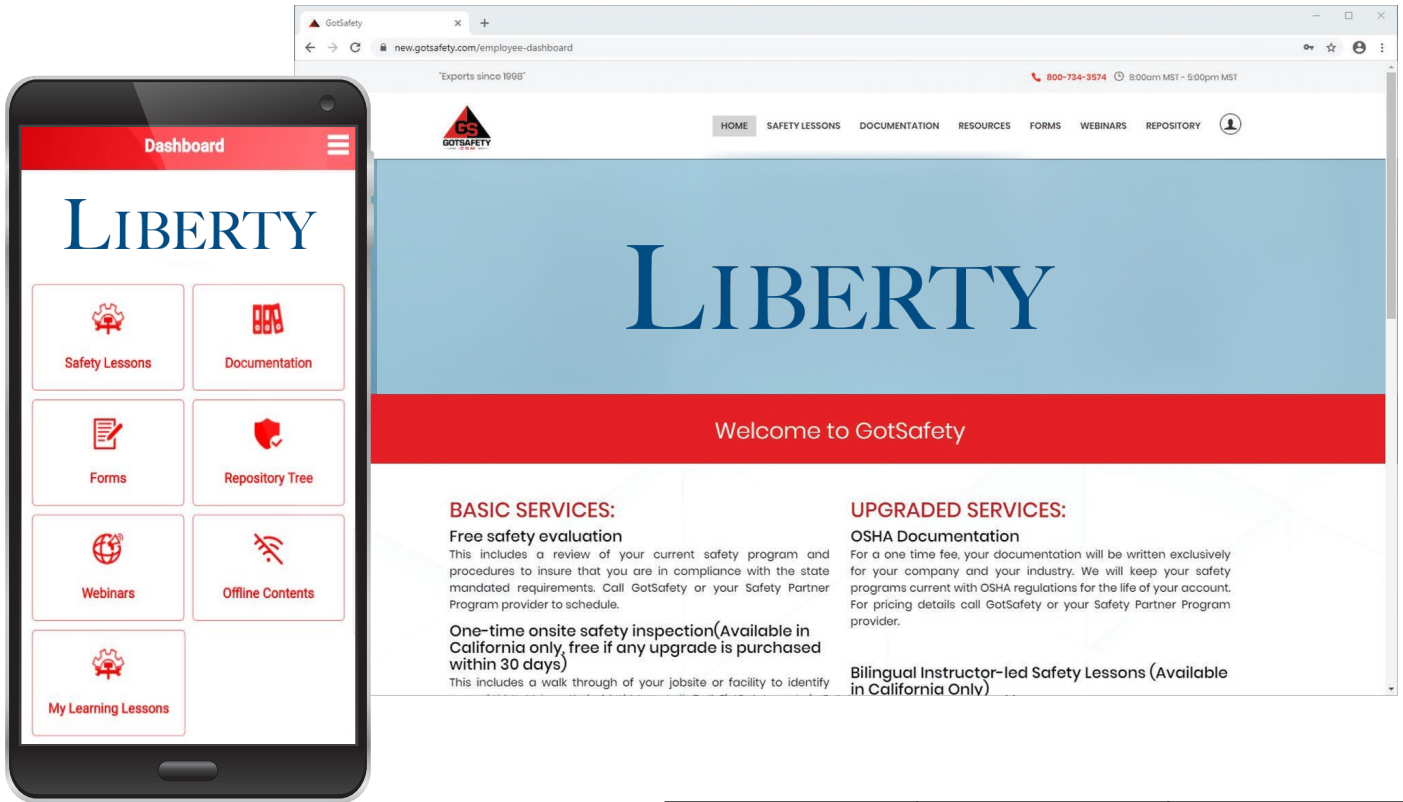 GotSafety
new.gotsafety.com/employee-dashboard
"Experts since 1998"
800-734-3574 8:00am MST - 5:00pm MST
GS
GOTSAFETY
.COM
HOME SAFETY LESSONS DOCUMENTATION RESOURCES FORMS WEBINARS REPOSITORY
LIBERTY
Welcome to GotSafety
BASIC SERVICES:
Free safety evaluation
This includes a review of your current safety program and
procedures to insure that you are in compliance with the state
mandated requirements. Call GotSafety or your Safety Partner
Program provider to schedule.
One-time onsite safety inspection(Available in
California only, free if any upgrade is purchased
within 30 days)
This includes a walk through of your jobsite or facility to identify
UPGRADED SERVICES:
OSHA Documentation
For a one time fee, your documentation will be written exclusively
for your company and your industry. We will keep your safety
programs current with OSHA regulations for the life of your account.
For pricing details call GotSafety or your Safety Partner Program
provider.
Bilingual Instructor-led Safety Lessons (Available
in California Only)
Dashboard
LIBERTY
Safety Lessons
Documentation
Forms
Repository Tree
Webinars
Offline Contents
My Learning Lessons